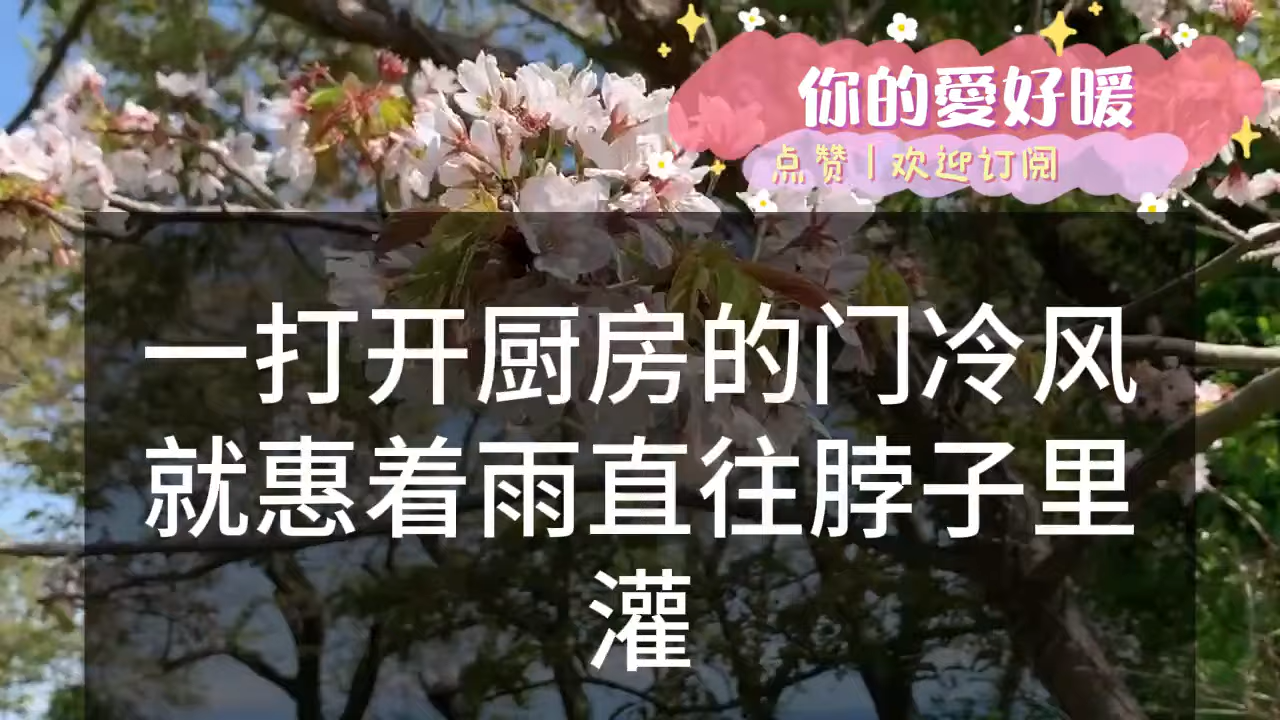 你的愛好暖
点赞 | 欢迎订阅
一打开厨房的门冷风
就惠着雨直往脖子里
灌